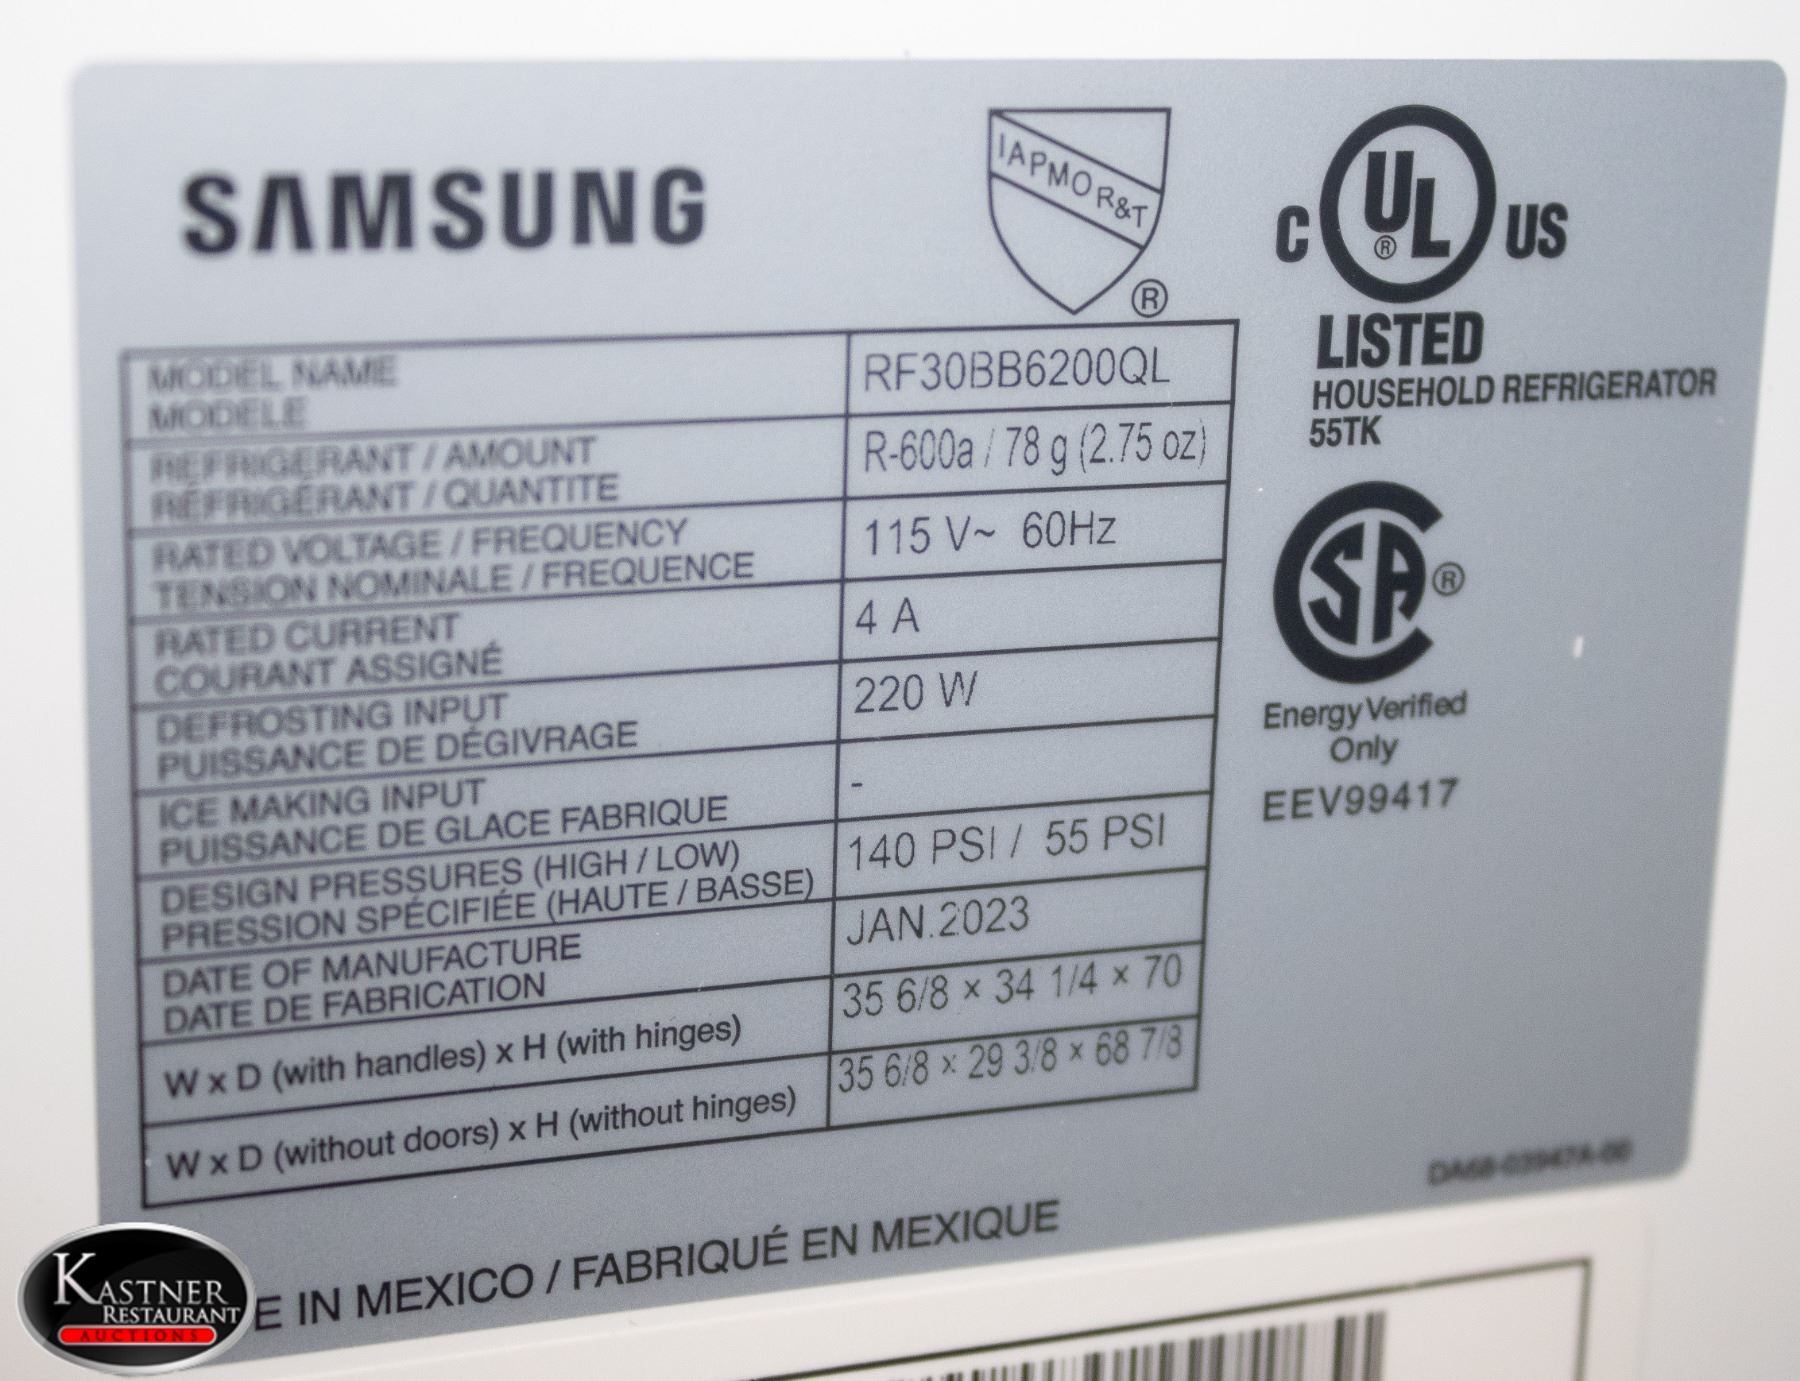 SAMSUNG
IAPMO R&T
®
C UL® US
LISTED
HOUSEHOLD REFRIGERATOR
55TK
MODEL NAME
MODELE
RF30BB6200QL
REFRIGERANT / AMOUNT
RÉFRIGÉRANT / QUANTITE
R-600a / 78 g (2.75 oz)
RATED VOLTAGE / FREQUENCY
TENSION NOMINALE / FREQUENCE
115 V~ 60Hz
RATED CURRENT
COURANT ASSIGNÉ
4 A
DEFROSTING INPUT
PUISSANCE DE DÉGIVRAGE
220 W
ICE MAKING INPUT
PUISSANCE DE GLACE FABRIQUE
-
DESIGN PRESSURES (HIGH / LOW)
PRESSION SPÉCIFIÉE (HAUTE / BASSE)
140 PSI / 55 PSI
DATE OF MANUFACTURE
DATE DE FABRICATION
JAN.2023
W x D (with handles) x H (with hinges)
35 6/8 × 34 1/4 × 70
W x D (without doors) x H (without hinges)
35 6/8 × 29 3/8 × 68 7/8
SA®
Energy Verified
Only
EEV99417
DA68-03947A-00
E IN MEXICO / FABRIQUÉ EN MEXIQUE
KASTNER
RESTAURANT
AUCTIONS